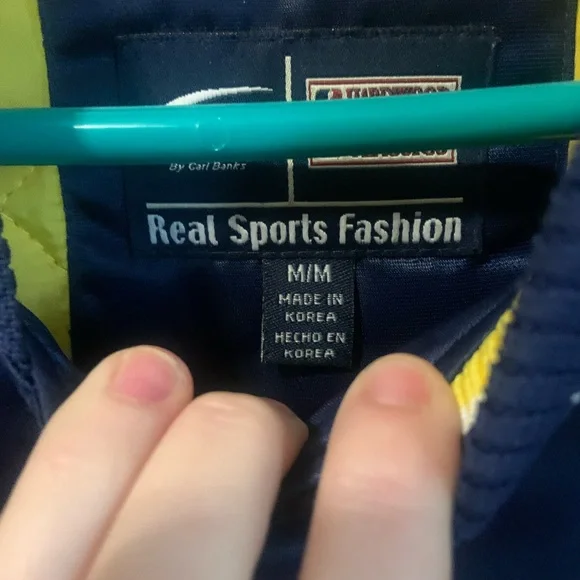 By Carl Banks
Real Sports Fashion
M/M
MADE IN
KOREA
HECHO EN
KOREA